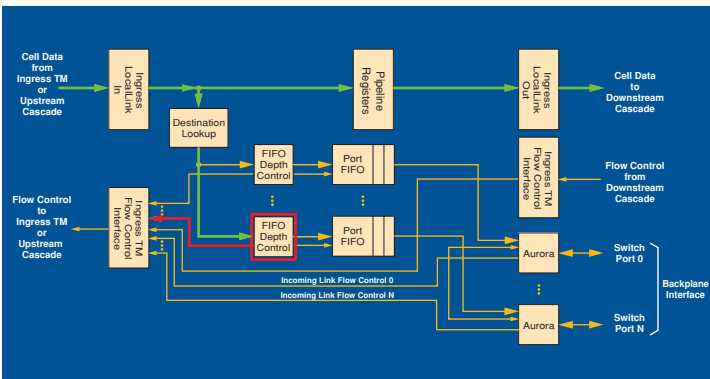 Cell Data
from
Ingress TM
or
Upstream
Cascade
Ingress
LocalLink
In
Pipeline
Registers
Ingress
LocalLink
Out
Cell Data
to
Downstream
Cascade
Destination
Lookup
FIFO
Depth
Control
Port
FIFO
Ingress TM
Flow Control
Interface
Flow Control
from
Downstream
Cascade
Flow Control
to
Ingress TM
or
Upstream
Cascade
Ingress TM
Flow Control
Interface
FIFO
Depth
Control
Port
FIFO
Aurora
Switch
Port 0
Incoming Link Flow Control 0
Incoming Link Flow Control N
Backplane
Interface
Aurora
Switch
Port N